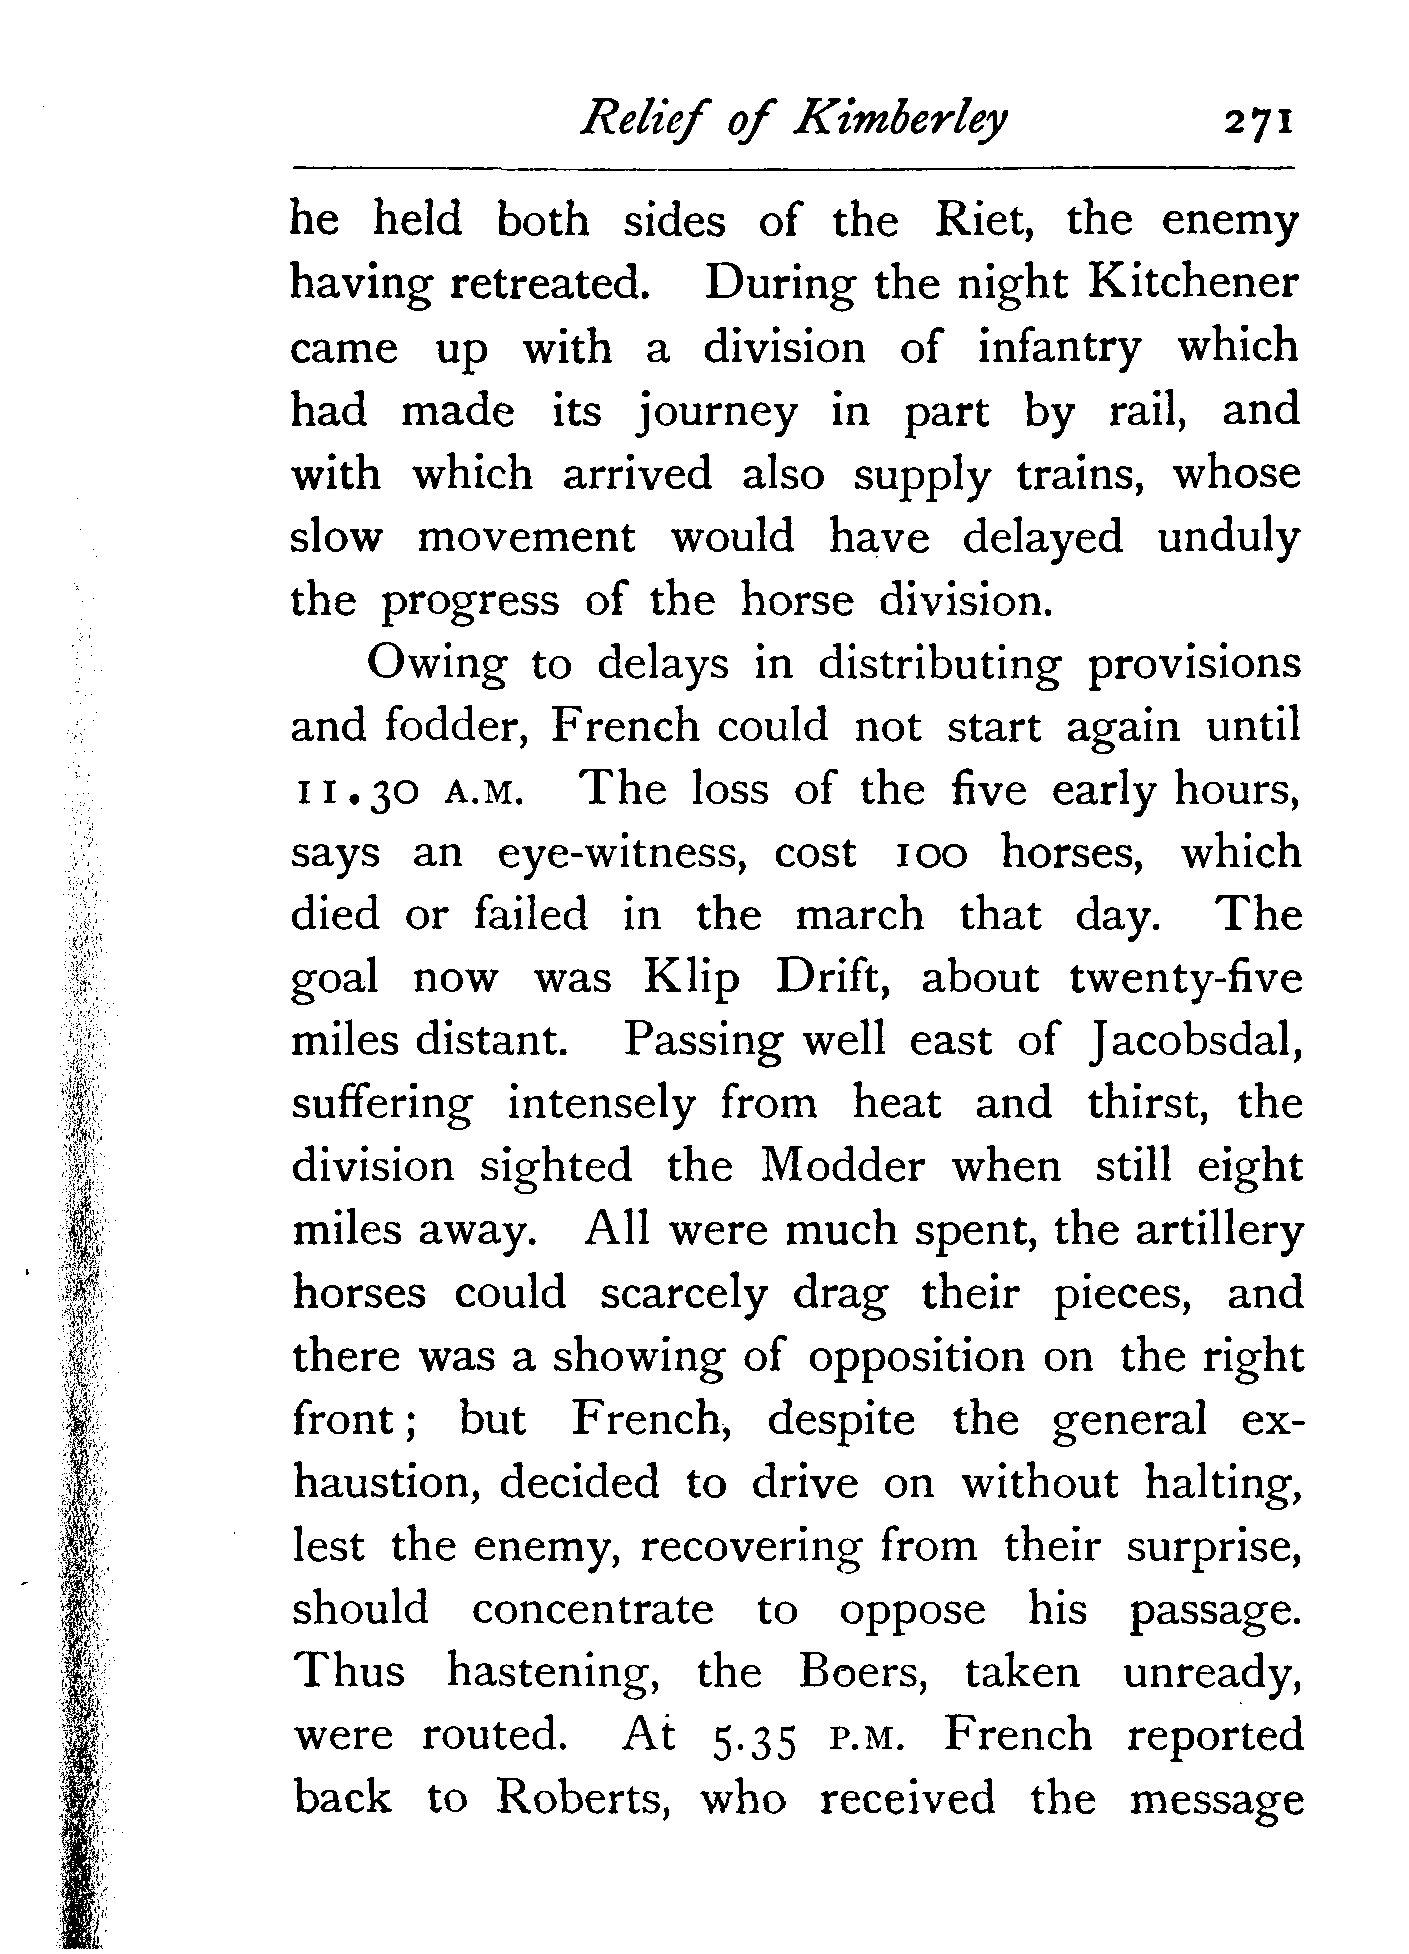 Relief of Kimberley 271
he held both sides of the Riet, the enemy
having retreated. During the night Kitchener
came up with a division of infantry which
had made its journey in part by rail, and
with which arrived also supply trains, whose
slow movement would have delayed unduly
the progress of the horse division.
Owing to delays in distributing provisions
and fodder, French could not start again until
11.30 A.M. The loss of the five early hours,
says an eye-witness, cost 100 horses, which
died or failed in the march that day. The
goal now was Klip Drift, about twenty-five
miles distant. Passing well east of Jacobsdal,
suffering intensely from heat and thirst, the
division sighted the Modder when still eight
miles away. All were much spent, the artillery
horses could scarcely drag their pieces, and
there was a showing of opposition on the right
front; but French, despite the general ex-
haustion, decided to drive on without halting,
lest the enemy, recovering from their surprise,
should concentrate to oppose his passage.
Thus hastening, the Boers, taken unready,
were routed. At 5.35 P.M. French reported
back to Roberts, who received the message